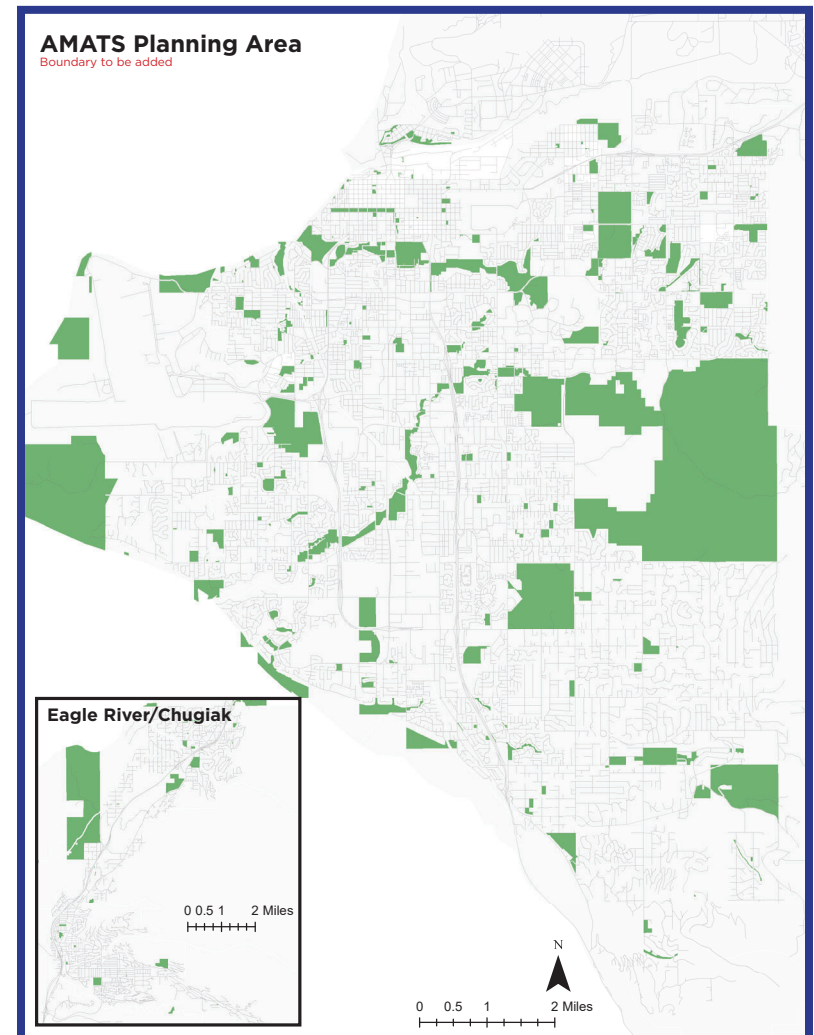 AMATS Planning Area
Boundary to be added
Eagle River/Chugiak
0 0.5 1 2 Miles
N
0 0.5 1 2 Miles